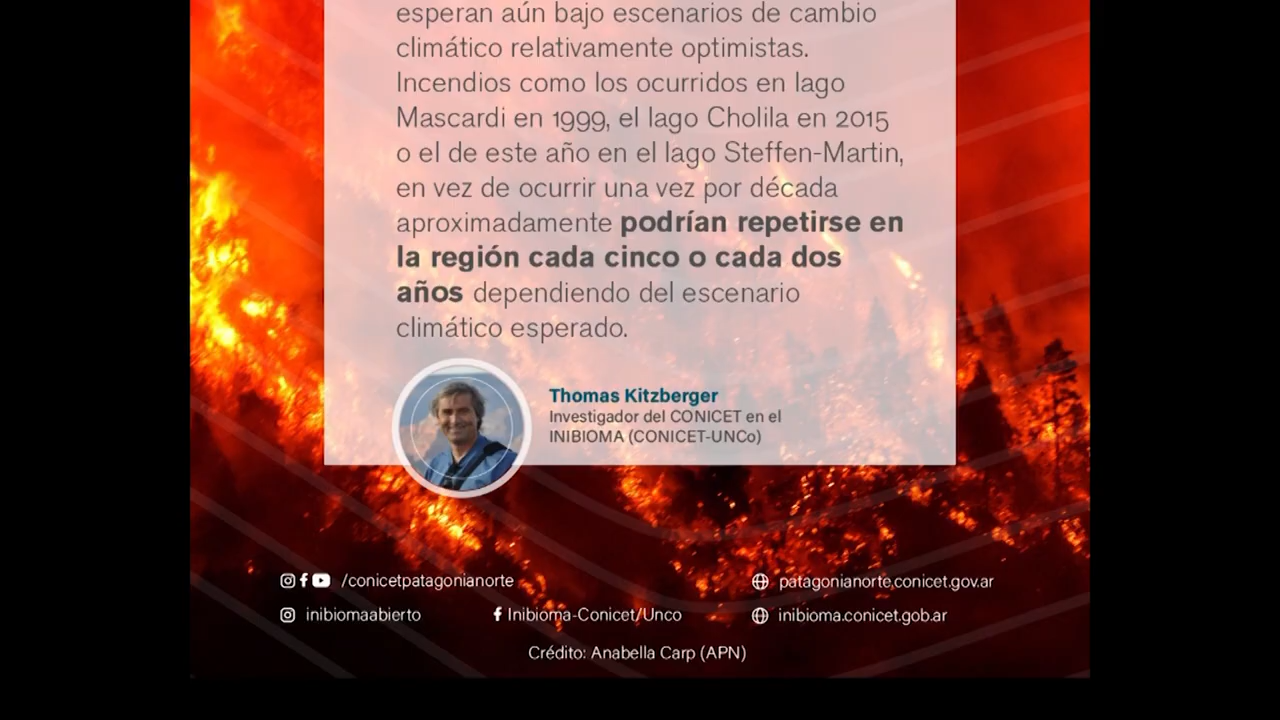 esperan aún bajo escenarios de cambio
climático relativamente optimistas.
Incendios como los ocurridos en lago
Mascardi en 1999, el lago Cholila en 2015
o el de este año en el lago Steffen-Martin,
en vez de ocurrir una vez por década
aproximadamente podrían repetirse en
la región cada cinco o cada dos
años dependiendo del escenario
climático esperado.
Thomas Kitzberger
Investigador del CONICET en el
INIBIOMA (CONICET-UNCo)
/conicetpatagonianorte
patagonianorte.conicet.gov.ar
inibiomaabierto
Inibioma-Conicet/Unco
inibioma.conicet.gob.ar
Crédito: Anabella Carp (APN)